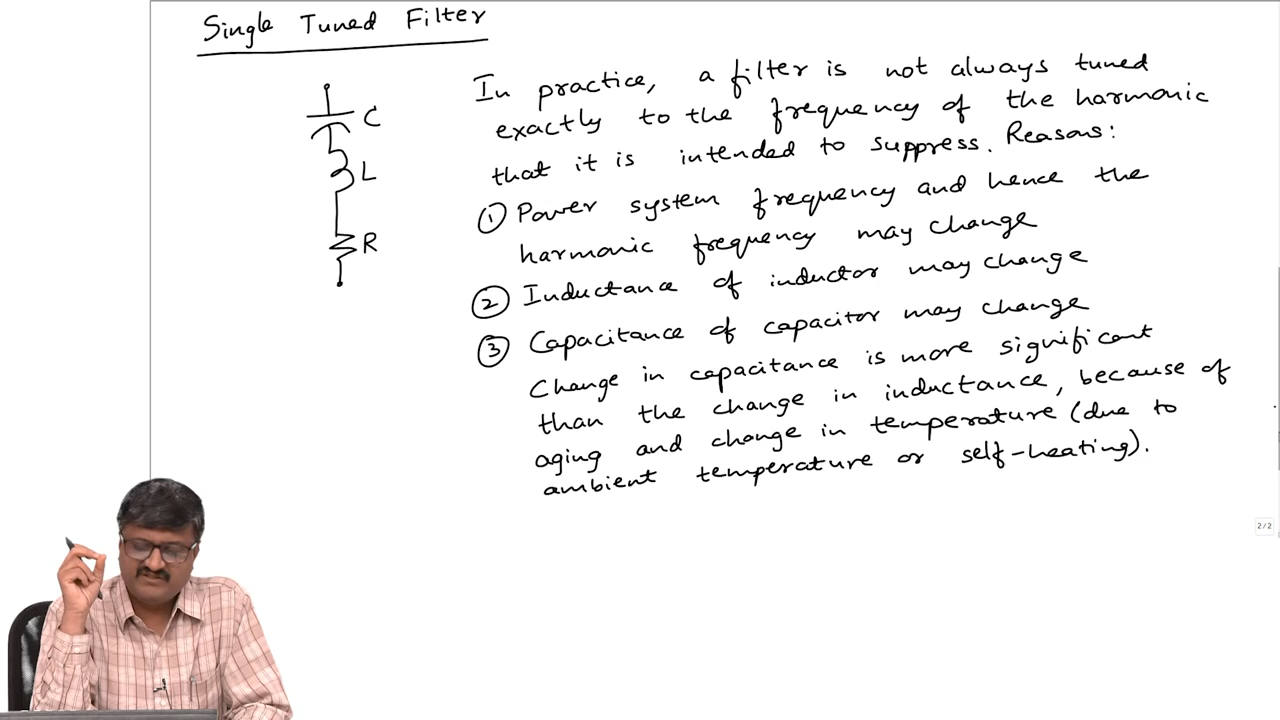 Single Tuned Filter
C
L
R
In practice, a filter is not always tuned
exactly to the frequency of the harmonic
that it is intended to suppress. Reasons:
① Power system frequency and hence the
harmonic frequency may change
② Inductance of inductor may change
③ Capacitance of capacitor may change
Change in capacitance is more significant
than the change in inductance, because of
aging and change in temperature (due to
ambient temperature or self-heating).
2/2